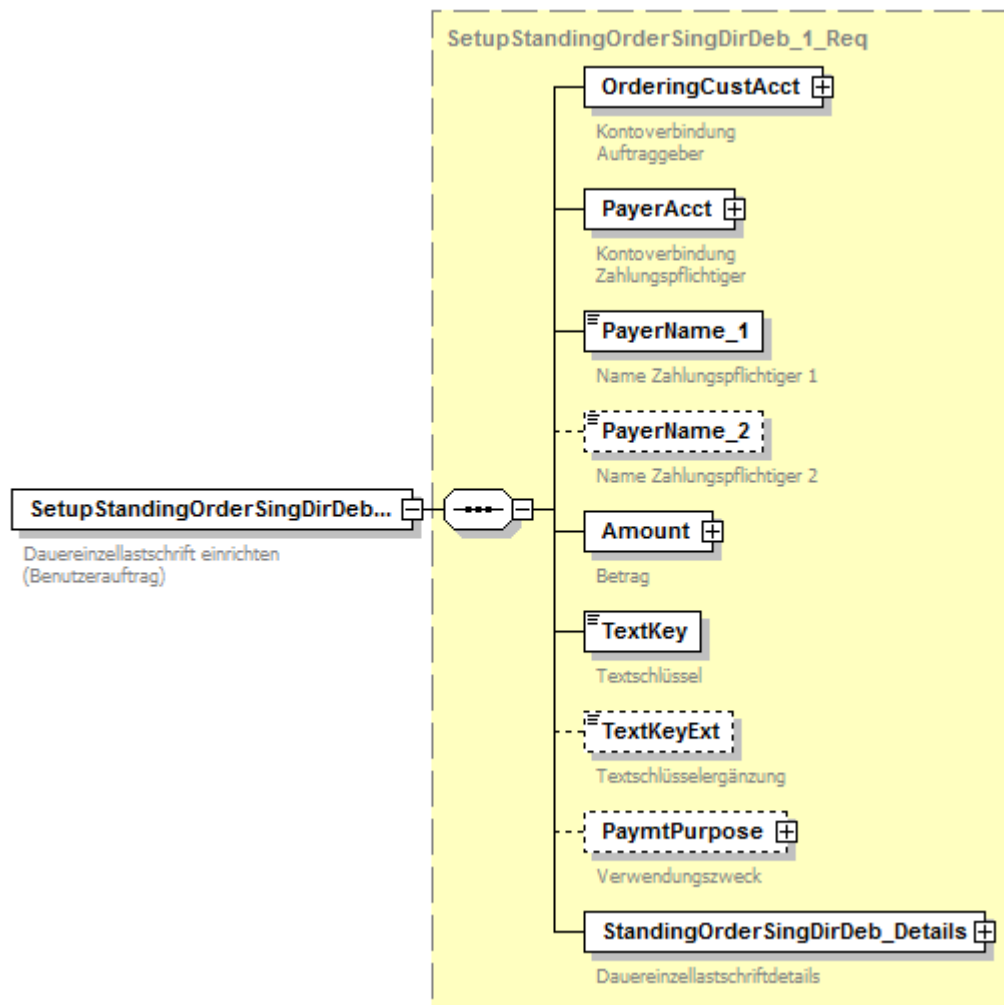 SetupStandingOrderSingDirDeb_1_Req
OrderingCustAcct
Kontoverbindung
Auftraggeber
PayerAcct
Kontoverbindung
Zahlungspflichtiger
PayerName_1
Name Zahlungspflichtiger 1
PayerName_2
Name Zahlungspflichtiger 2
SetupStandingOrderSingDirDeb...
Dauereinzellastschrift einrichten
(Benutzerauftrag)
Amount
Betrag
TextKey
Textschlüssel
TextKeyExt
Textschlüsselergänzung
PaymtPurpose
Verwendungszweck
StandingOrderSingDirDeb_Details
Dauereinzellastschriftdetails